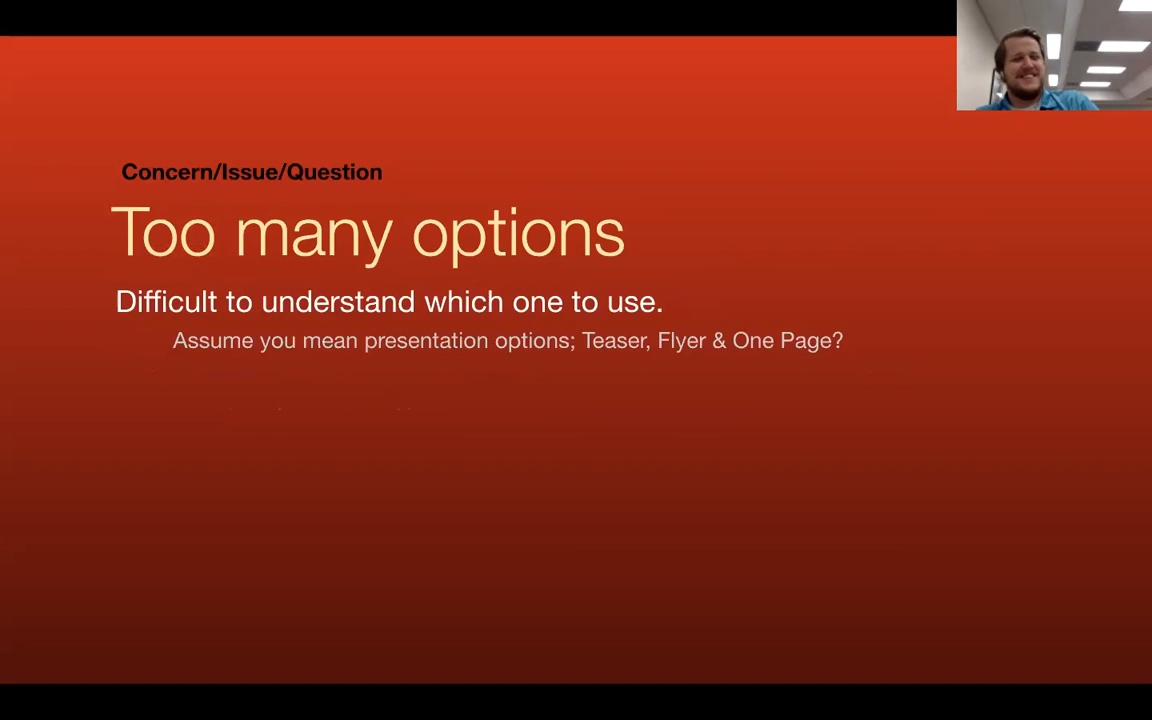 Concern/Issue/Question
Too many options
Difficult to understand which one to use.
Assume you mean presentation options; Teaser, Flyer & One Page?